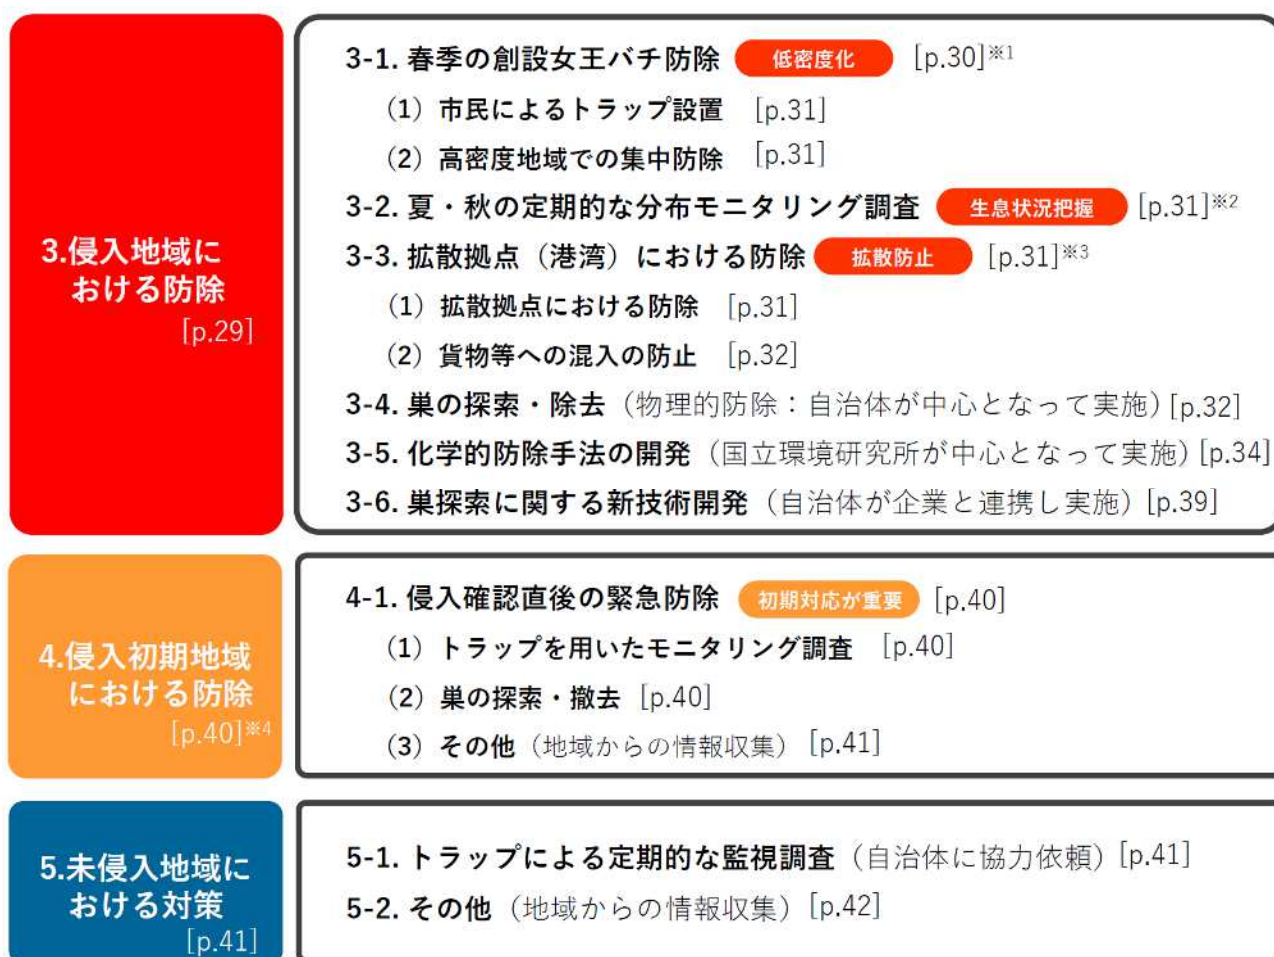 3.侵入地域に
おける防除
[p.29]
3-1. 春季の創設女王バチ防除 低密度化 [p.30]※1
（1）市民によるトラップ設置 [p.31]
（2）高密度地域での集中防除 [p.31]
3-2. 夏・秋の定期的な分布モニタリング調査 生息状況把握 [p.31]※2
3-3. 拡散拠点（港湾）における防除 拡散防止 [p.31]※3
（1）拡散拠点における防除 [p.31]
（2）貨物等への混入の防止 [p.32]
3-4. 巣の探索・除去（物理的防除：自治体が中心となって実施）[p.32]
3-5. 化学的防除手法の開発（国立環境研究所が中心となって実施）[p.34]
3-6. 巣探索に関する新技術開発（自治体が企業と連携し実施）[p.39]
4.侵入初期地域
における防除
[p.40]※4
4-1. 侵入確認直後の緊急防除 初期対応が重要 [p.40]
（1）トラップを用いたモニタリング調査 [p.40]
（2）巣の探索・撤去 [p.40]
（3）その他（地域からの情報収集）[p.41]
5.未侵入地域に
おける対策
[p.41]
5-1. トラップによる定期的な監視調査（自治体に協力依頼）[p.41]
5-2. その他（地域からの情報収集）[p.42]